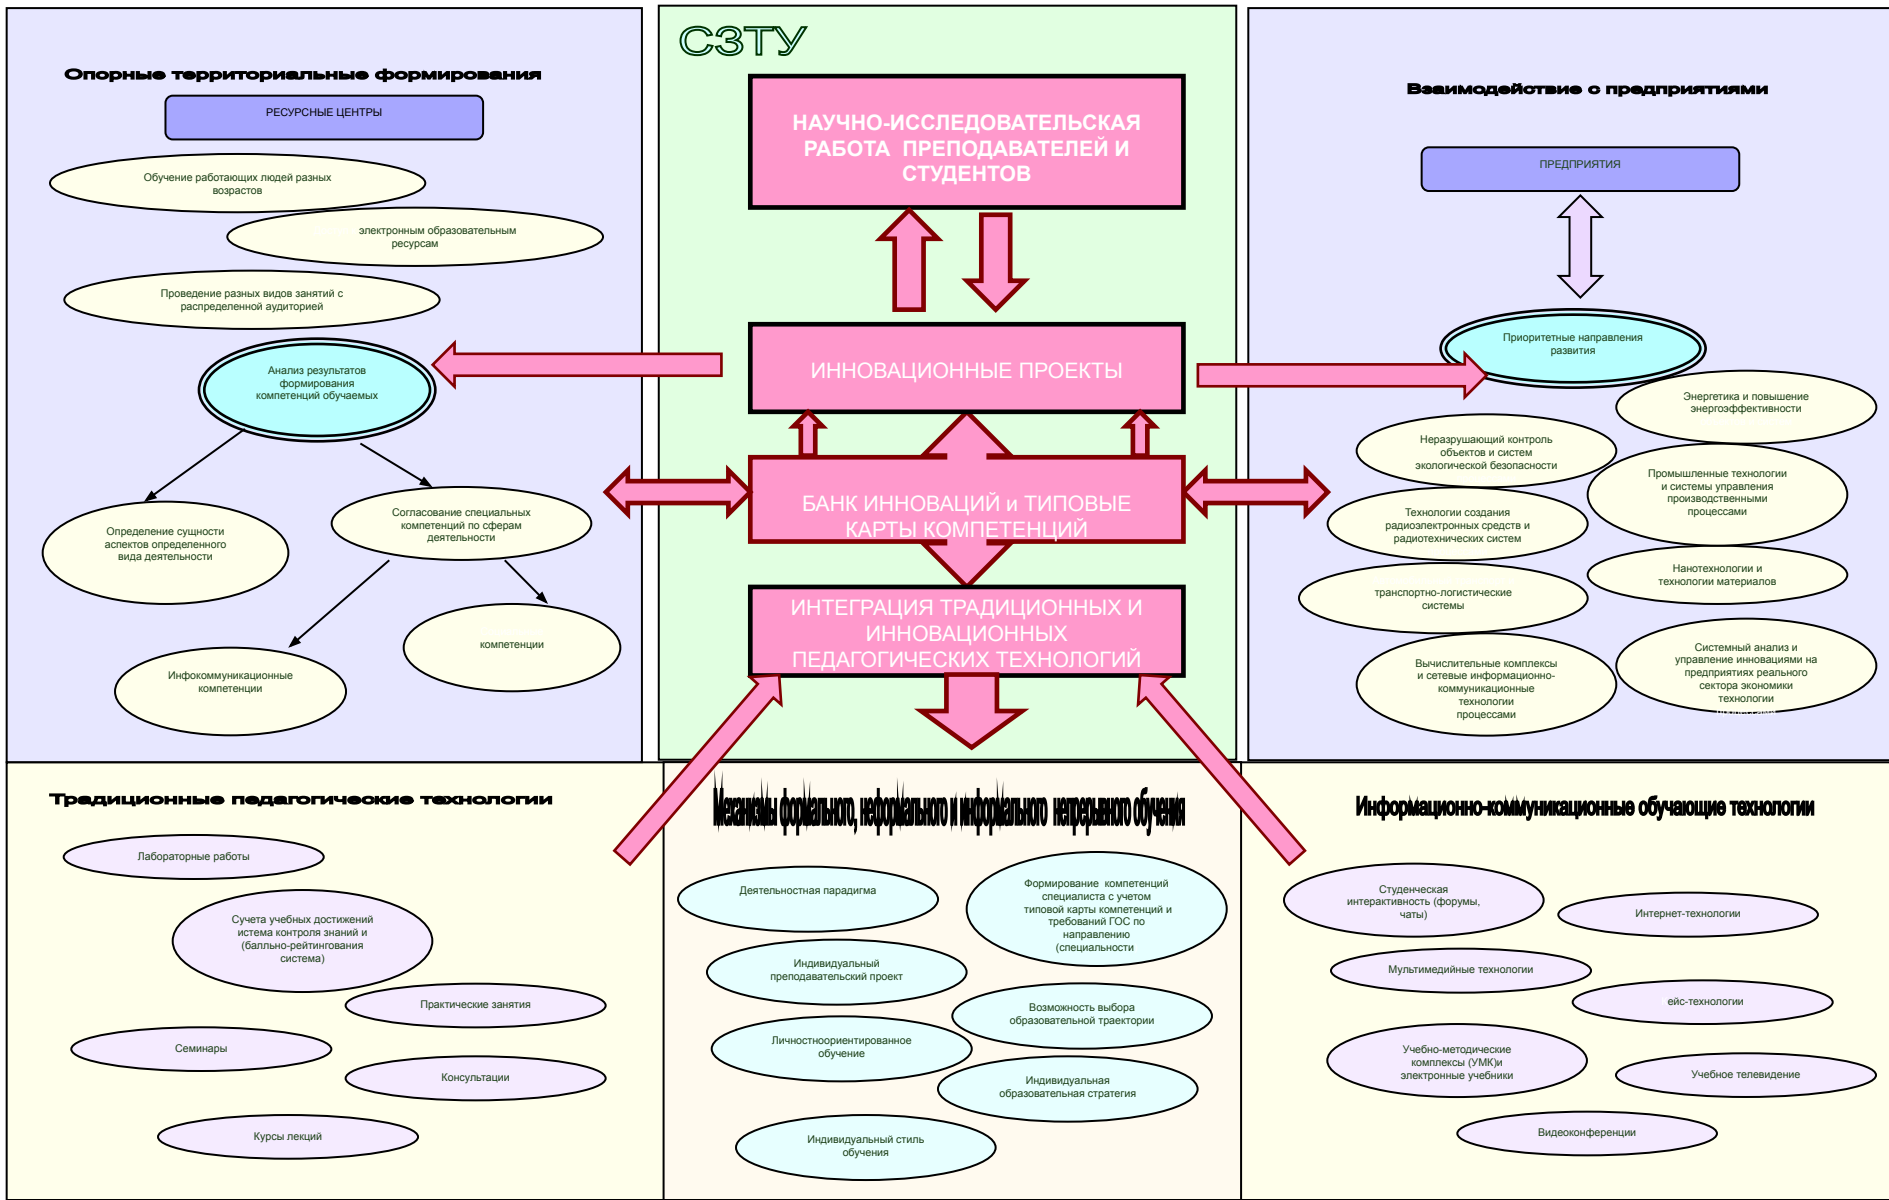 СЗТУ
Опорные территориальные формирования
РЕСУРСНЫЕ ЦЕНТРЫ
Обучение работающих людей разных
возрастов
электронным образовательным
ресурсам
Проведение разных видов занятий с
распределенной аудиторией
Анализ результатов
формирования
компетенций обучаемых
Определение сущности
аспектов определенного
вида деятельности
Согласование специальных
компетенций по сферам
деятельности
Инфокоммуникационные
компетенции
компетенции
НАУЧНО-ИССЛЕДОВАТЕЛЬСКАЯ
РАБОТА ПРЕПОДАВАТЕЛЕЙ И
СТУДЕНТОВ
ИННОВАЦИОННЫЕ ПРОЕКТЫ
БАНК ИННОВАЦИЙ и ТИПОВЫЕ
КАРТЫ КОМПЕТЕНЦИЙ
ИНТЕГРАЦИЯ ТРАДИЦИОННЫХ И
ИННОВАЦИОННЫХ
ПЕДАГОГИЧЕСКИХ ТЕХНОЛОГИЙ
Взаимодействие с предприятиями
ПРЕДПРИЯТИЯ
Приоритетные направления
развития
Энергетика и повышение
энергоэффективности
Неразрушающий контроль
объектов и систем
экологической безопасности
Промышленные технологии
и системы управления
производственными
процессами
Технологии создания
радиоэлектронных средств и
радиотехнических систем
Нанотехнологии и
технологии материалов
транспортно-логистические
системы
Системный анализ и
управление инновациями на
предприятиях реального
сектора экономики
технологии
Вычислительные комплексы
и сетевые информационно-
коммуникационные
технологии
процессами
Традиционные педагогические технологии
Лабораторные работы
Сучета учебных достижений
истема контроля знаний и
(балльно-рейтингования
система)
Практические занятия
Семинары
Консультации
Курсы лекций
Механизмы формального, неформального и информального непрерывного обучения
Деятельностная парадигма
Формирование компетенций
специалиста с учетом
типовой карты компетенций и
требований ГОС по
направлению
(специальности
Индивидуальный
преподавательский проект
Возможность выбора
образовательной траектории
Личностноориентированное
обучение
Индивидуальная
образовательная стратегия
Индивидуальный стиль
обучения
Информационно-коммуникационные обучающие технологии
Студенческая
интерактивность (форумы,
чаты)
Интернет-технологии
Мультимедийные технологии
ейс-технологии
Учебно-методические
комплексы (УМК)и
электронные учебники
Учебное телевидение
Видеоконференции